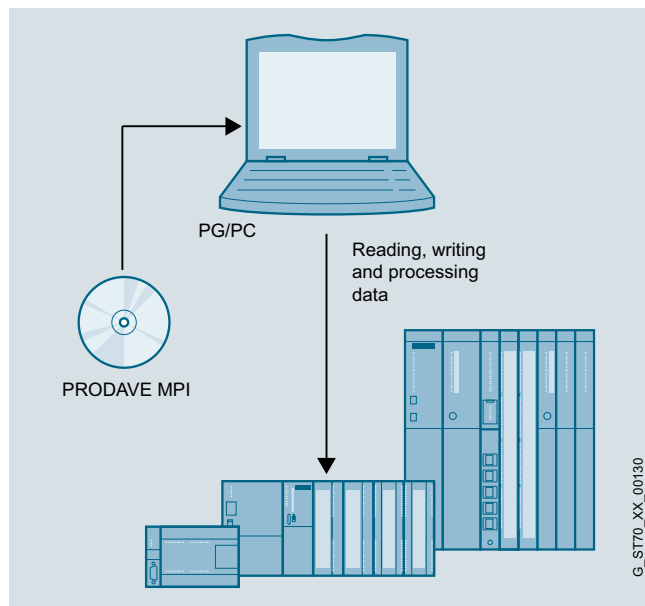 PG/PC
Reading, writing
and processing
data
PRODAVE MPI
G_ST70_XX_00130